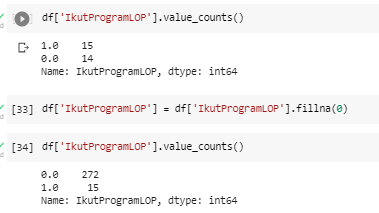 df['IkutProgramLOP'].value_counts()
1.0    15
0.0    14
Name: IkutProgramLOP, dtype: int64
[33] df['IkutProgramLOP'] = df['IkutProgramLOP'].fillna(0)
[34] df['IkutProgramLOP'].value_counts()
0.0    272
1.0     15
Name: IkutProgramLOP, dtype: int64